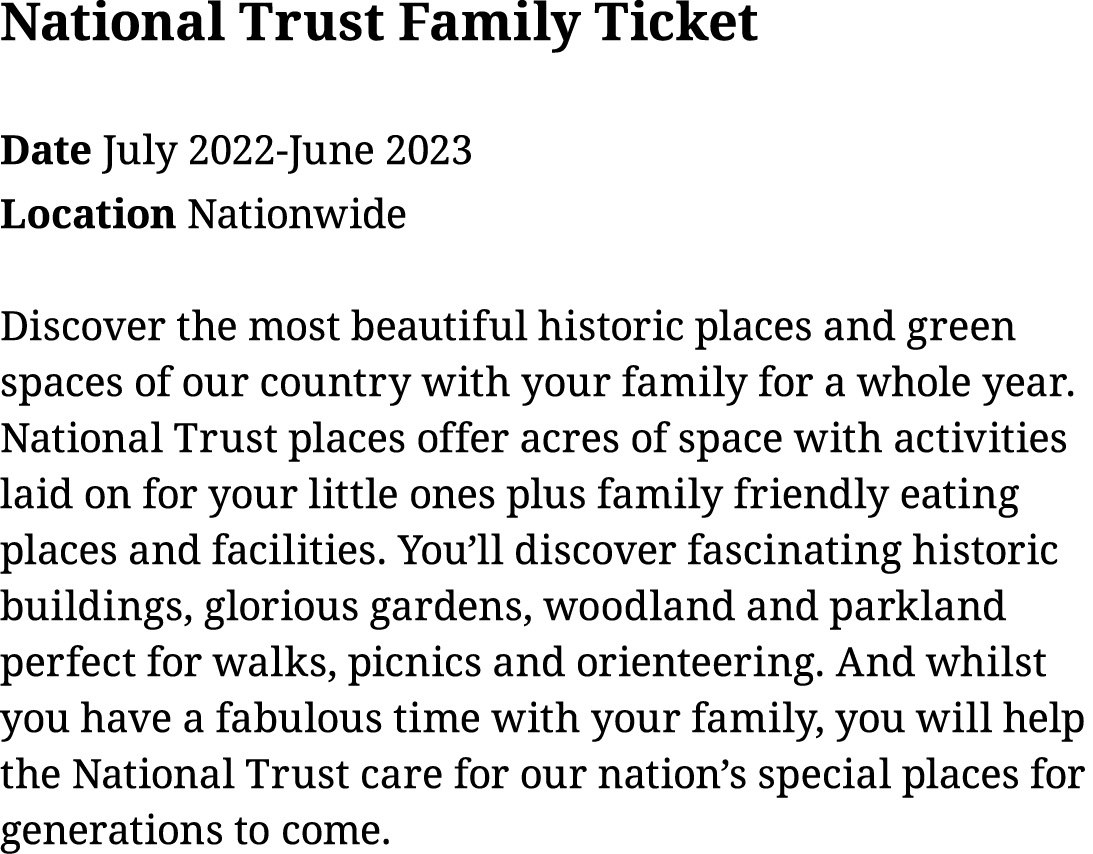 National Trust Family Ticket
Date July 2022-June 2023
Location Nationwide
Discover the most beautiful historic places and green
spaces of our country with your family for a whole year.
National Trust places offer acres of space with activities
laid on for your little ones plus family friendly eating
places and facilities. You’ll discover fascinating historic
buildings, glorious gardens, woodland and parkland
perfect for walks, picnics and orienteering. And whilst
you have a fabulous time with your family, you will help
the National Trust care for our nation’s special places for
generations to come.